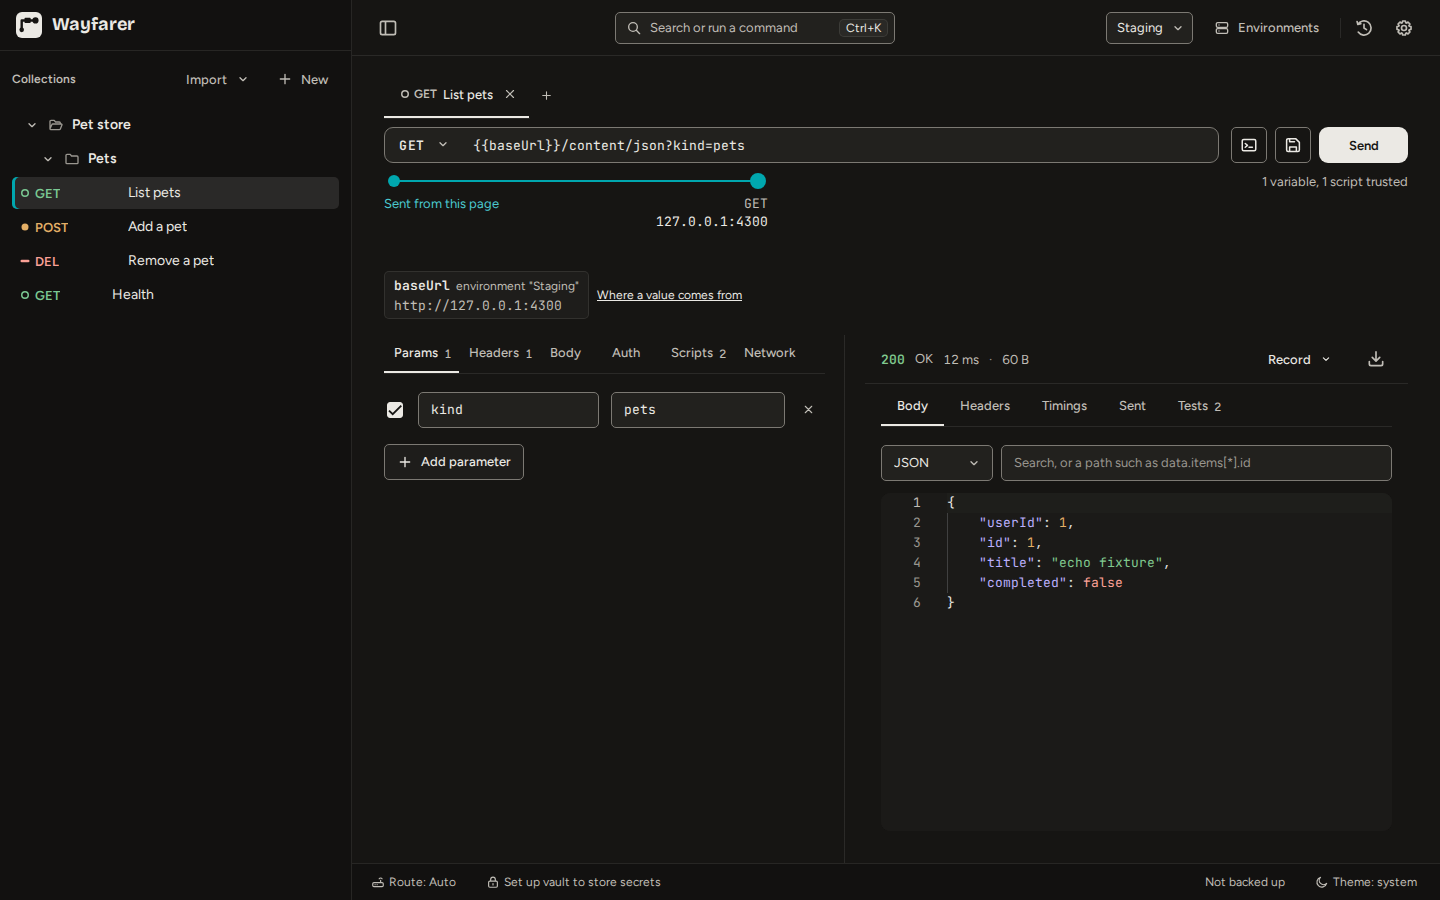 Wayfarer
Search or run a command Ctrl+K
Staging
Environments
Collections
Import
New
Pet store
Pets
GET List pets
POST Add a pet
DEL Remove a pet
GET Health
GET List pets
GET {{baseUrl}}/content/json?kind=pets
Send
1 variable, 1 script trusted
Sent from this page
GET
127.0.0.1:4300
baseUrl environment "Staging"
http://127.0.0.1:4300
Where a value comes from
Params 1 Headers 1 Body Auth Scripts 2 Network
kind pets
Add parameter
200 OK 12 ms · 60 B
Record
Body Headers Timings Sent Tests 2
JSON
Search, or a path such as data.items[*].id
1 {
2 "userId": 1,
3 "id": 1,
4 "title": "echo fixture",
5 "completed": false
6 }
Route: Auto
Set up vault to store secrets
Not backed up
Theme: system